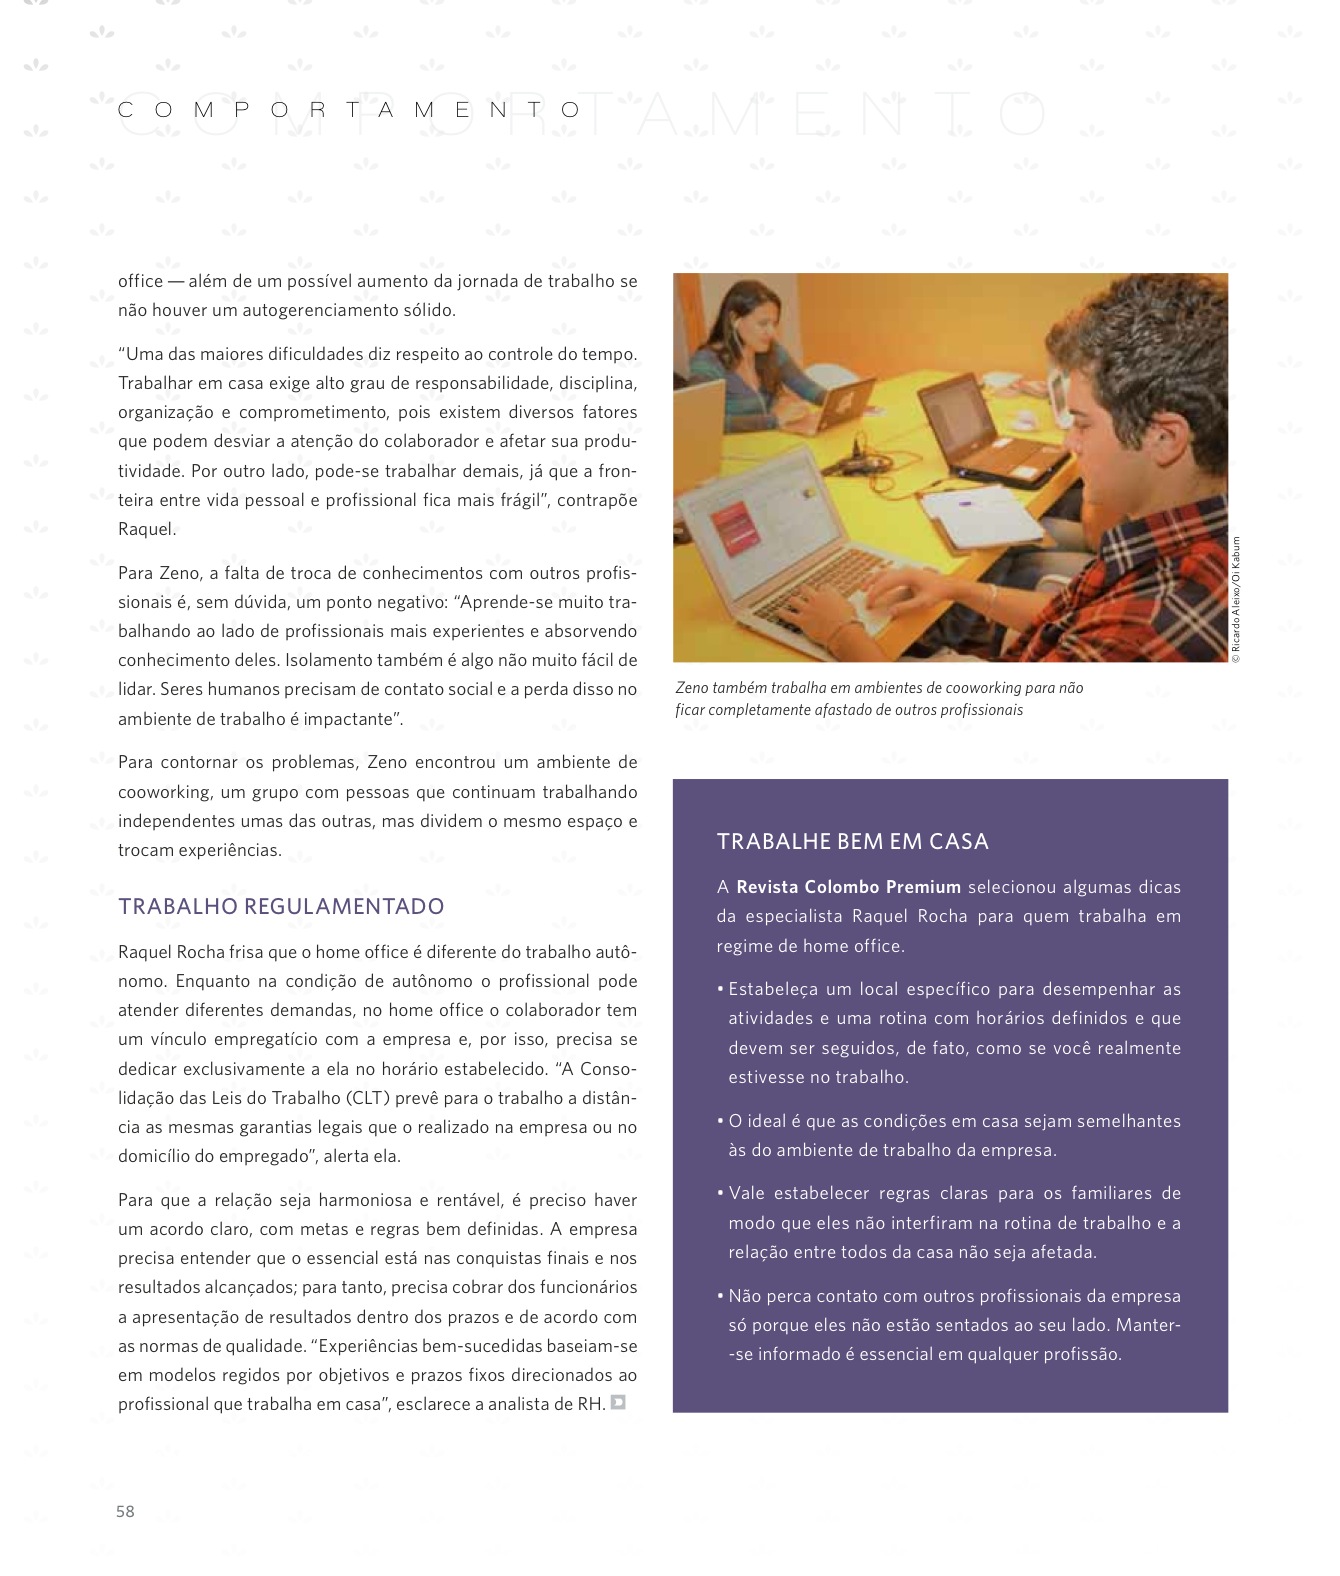 COMPORTAMENTO
COMPORTAMENTO
office — além de um possível aumento da jornada de trabalho se
não houver um autogerenciamento sólido.
“Uma das maiores dificuldades diz respeito ao controle do tempo.
Trabalhar em casa exige alto grau de responsabilidade, disciplina,
organização e comprometimento, pois existem diversos fatores
que podem desviar a atenção do colaborador e afetar sua produ-
tividade. Por outro lado, pode-se trabalhar demais, já que a fron-
teira entre vida pessoal e profissional fica mais frágil”, contrapõe
Raquel.
Para Zeno, a falta de troca de conhecimentos com outros profis-
sionais é, sem dúvida, um ponto negativo: “Aprende-se muito tra-
balhando ao lado de profissionais mais experientes e absorvendo
conhecimento deles. Isolamento também é algo não muito fácil de
lidar. Seres humanos precisam de contato social e a perda disso no
ambiente de trabalho é impactante”.
Para contornar os problemas, Zeno encontrou um ambiente de
cooworking, um grupo com pessoas que continuam trabalhando
independentes umas das outras, mas dividem o mesmo espaço e
trocam experiências.
TRABALHO REGULAMENTADO
Raquel Rocha frisa que o home office é diferente do trabalho autô-
nomo. Enquanto na condição de autônomo o profissional pode
atender diferentes demandas, no home office o colaborador tem
um vínculo empregatício com a empresa e, por isso, precisa se
dedicar exclusivamente a ela no horário estabelecido. “A Conso-
lidação das Leis do Trabalho (CLT) prevê para o trabalho a distân-
cia as mesmas garantias legais que o realizado na empresa ou no
domicílio do empregado”, alerta ela.
Para que a relação seja harmoniosa e rentável, é preciso haver
um acordo claro, com metas e regras bem definidas. A empresa
precisa entender que o essencial está nas conquistas finais e nos
resultados alcançados; para tanto, precisa cobrar dos funcionários
a apresentação de resultados dentro dos prazos e de acordo com
as normas de qualidade. “Experiências bem-sucedidas baseiam-se
em modelos regidos por objetivos e prazos fixos direcionados ao
profissional que trabalha em casa”, esclarece a analista de RH.
© Ricardo Aleixo/Oi Kabum
Zeno também trabalha em ambientes de cooworking para não
ficar completamente afastado de outros profissionais
TRABALHE BEM EM CASA
A Revista Colombo Premium selecionou algumas dicas
da especialista Raquel Rocha para quem trabalha em
regime de home office.
• Estabeleça um local específico para desempenhar as
atividades e uma rotina com horários definidos e que
devem ser seguidos, de fato, como se você realmente
estivesse no trabalho.
• O ideal é que as condições em casa sejam semelhantes
às do ambiente de trabalho da empresa.
• Vale estabelecer regras claras para os familiares de
modo que eles não interfiram na rotina de trabalho e a
relação entre todos da casa não seja afetada.
• Não perca contato com outros profissionais da empresa
só porque eles não estão sentados ao seu lado. Manter-
-se informado é essencial em qualquer profissão.
58